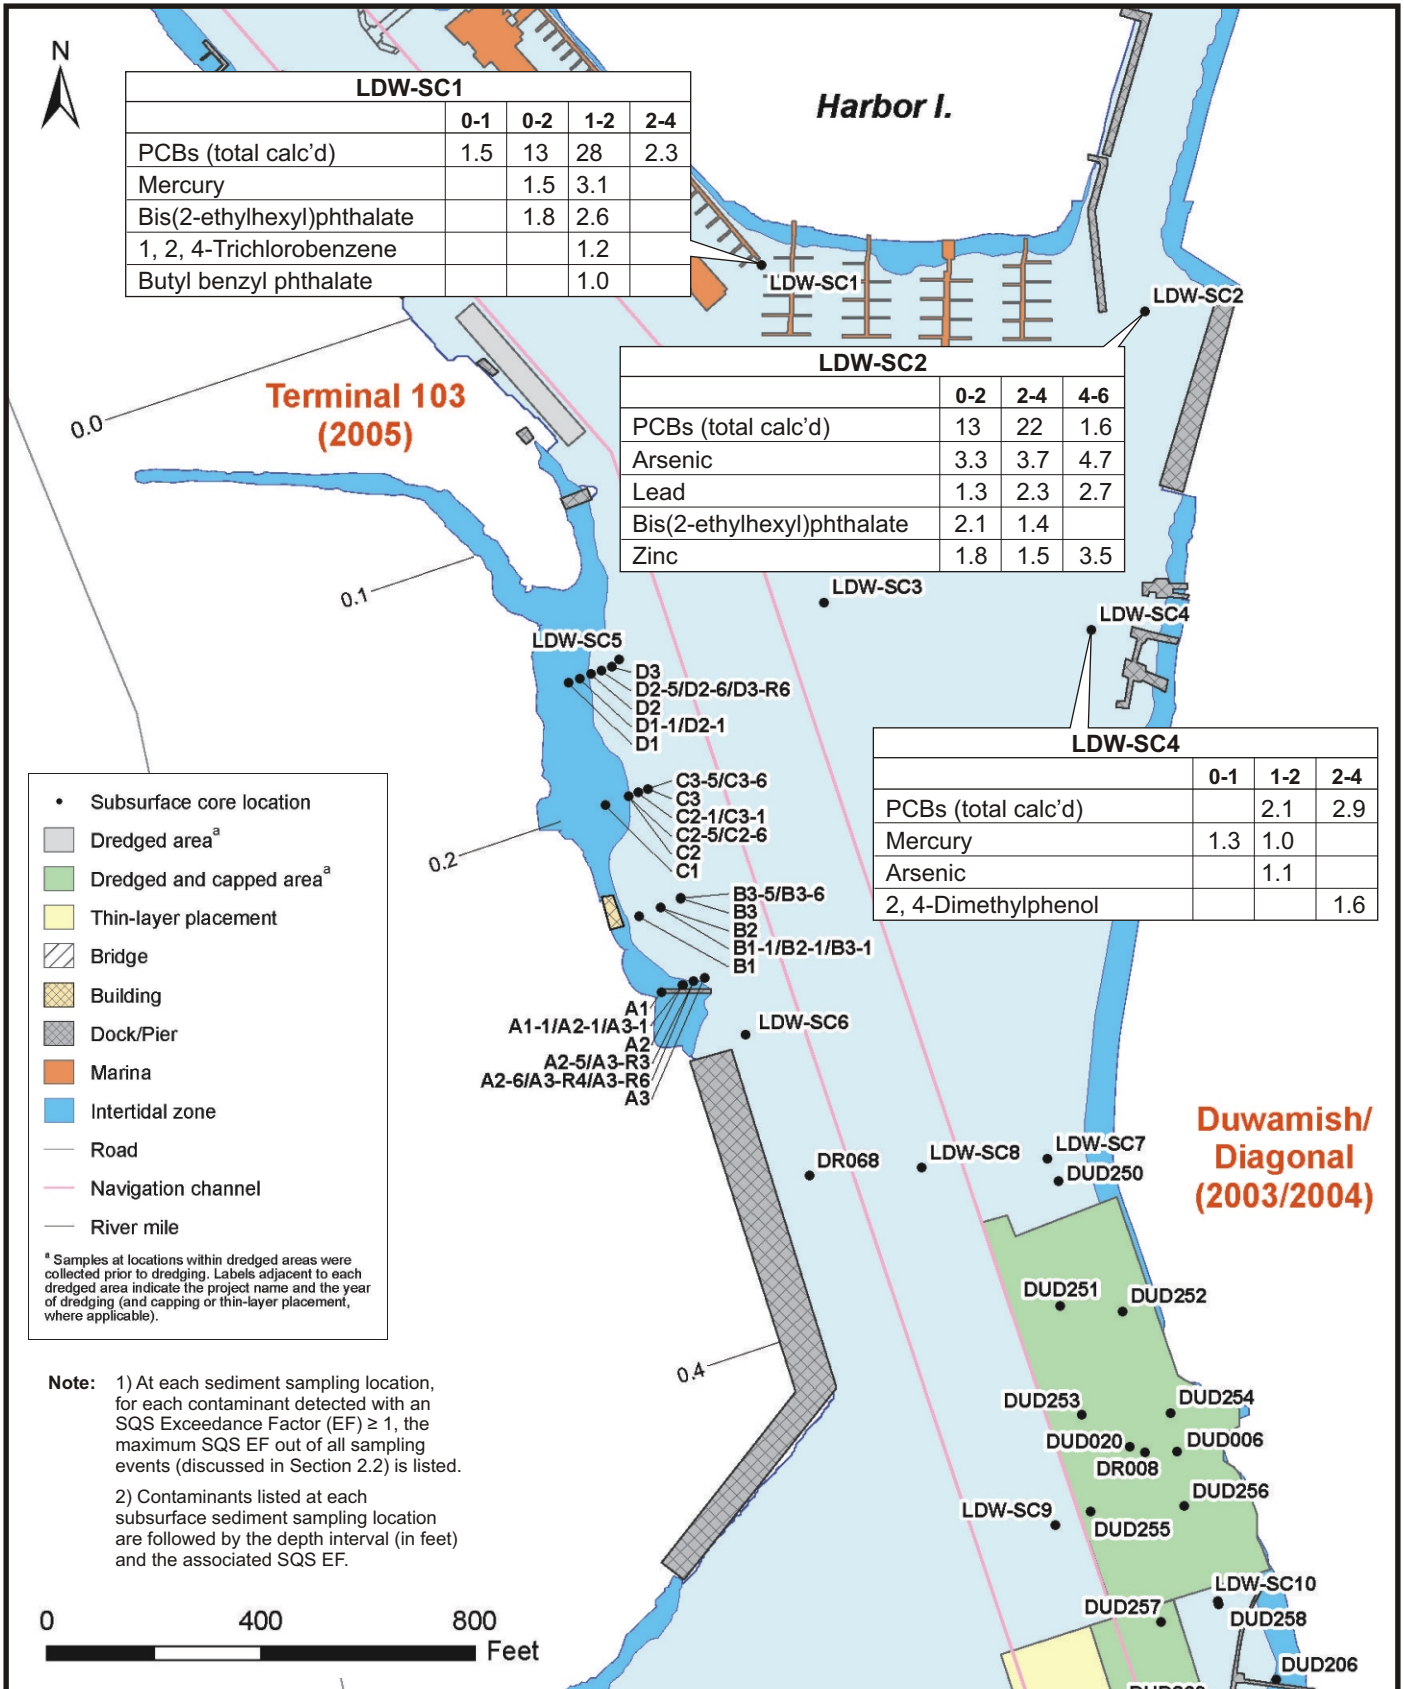 N
Harbor I.
LDW-SC1
0-1 0-2 1-2 2-4
PCBs (total calc’d) 1.5 13 28 2.3
Mercury 1.5 3.1
Bis(2-ethylhexyl)phthalate 1.8 2.6
1, 2, 4-Trichlorobenzene 1.2
Butyl benzyl phthalate 1.0
LDW-SC1
LDW-SC2
LDW-SC2
0-2 2-4 4-6
PCBs (total calc’d) 13 22 1.6
Arsenic 3.3 3.7 4.7
Lead 1.3 2.3 2.7
Bis(2-ethylhexyl)phthalate 2.1 1.4
Zinc 1.8 1.5 3.5
Terminal 103
(2005)
0.0
0.1
LDW-SC3
LDW-SC4
LDW-SC5
D3
D2-5/D2-6/D3-R6
D2
D1-1/D2-1
D1
LDW-SC4
0-1 1-2 2-4
PCBs (total calc’d) 2.1 2.9
Mercury 1.3 1.0
Arsenic 1.1
2, 4-Dimethylphenol 1.6
C3-5/C3-6
C3
C2-1/C3-1
C2-5/C2-6
C2
C1
0.2
B3-5/B3-6
B3
B2
B1-1/B2-1/B3-1
B1
A1
A1-1/A2-1/A3-1
A2
A2-5/A3-R3
A2-6/A3-R4/A3-R6
A3
LDW-SC6
Subsurface core location
Dredged area a
Dredged and capped area a
Thin-layer placement
Bridge
Building
Dock/Pier
Marina
Intertidal zone
Road
Navigation channel
River mile
a Samples at locations within dredged areas were
collected prior to dredging. Labels adjacent to each
dredged area indicate the project name and the year
of dredging (and capping or thin-layer placement,
where applicable).
DR068
LDW-SC8
LDW-SC7
DUD250
Duwamish/
Diagonal
(2003/2004)
DUD251
DUD252
0.4
DUD253
DUD254
DUD020
DUD006
DR008
DUD256
LDW-SC9
DUD255
LDW-SC10
DUD257
DUD258
DUD206
Note: 1) At each sediment sampling location,
for each contaminant detected with an
SQS Exceedance Factor (EF) ≥ 1, the
maximum SQS EF out of all sampling
events (discussed in Section 2.2) is listed.
2) Contaminants listed at each
subsurface sediment sampling location
are followed by the depth interval (in feet)
and the associated SQS EF.
0 400 800
Feet